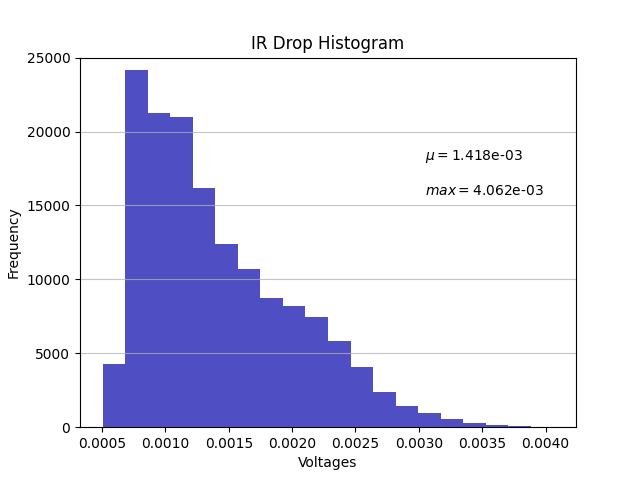 IR Drop Histogram
25000
20000
15000
10000
5000
0
Frequency
μ = 1.418e-03
max = 4.062e-03
0.0005 0.0010 0.0015 0.0020 0.0025 0.0030 0.0035 0.0040
Voltages